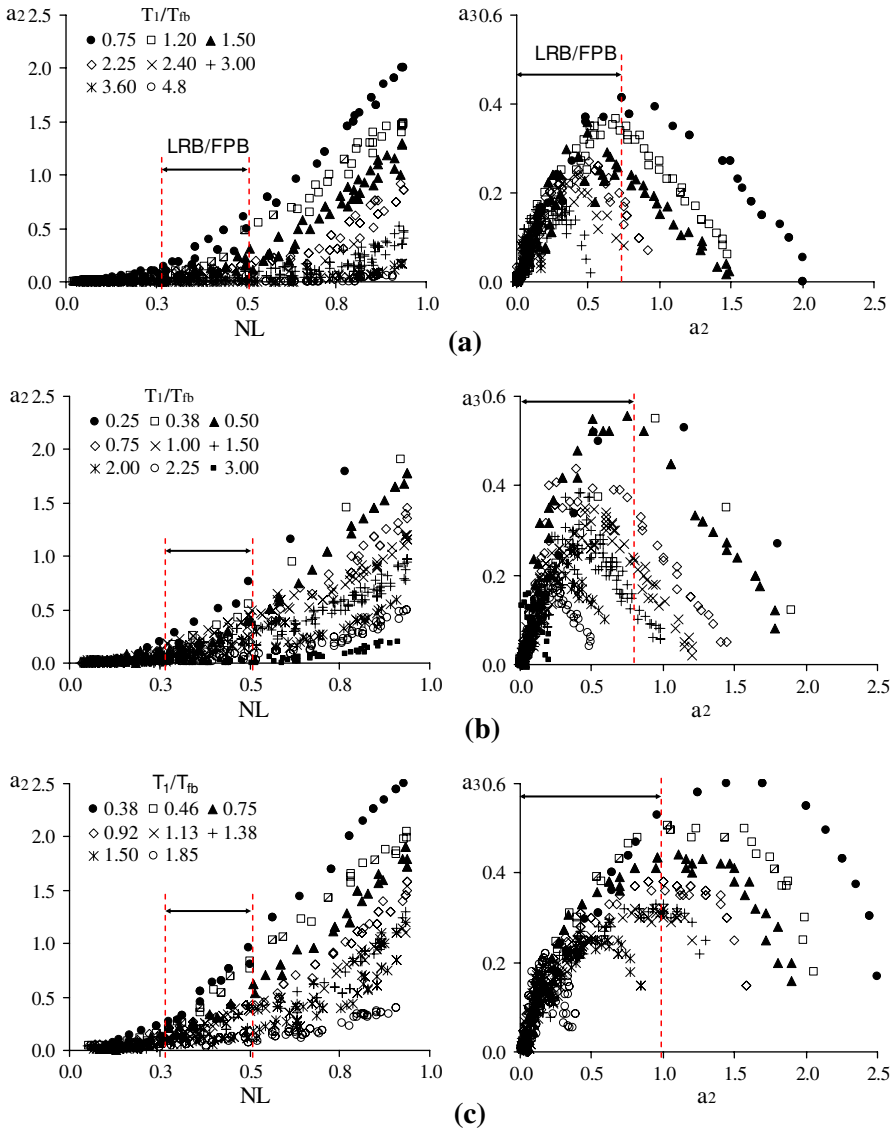 a2 2.5
T1/Tfb
● 0.75 □ 1.20 ▲ 1.50
◇ 2.25 × 2.40 + 3.00
✳ 3.60 ○ 4.8
2.0
1.5
LRB/FPB
1.0
0.5
0.0
0.0 0.3 0.5 0.8 1.0
NL
a3 0.6
LRB/FPB
0.4
0.2
0.0
0.0 0.5 1.0 1.5 2.0 2.5
a2
(a)
a2 2.5
T1/Tfb
● 0.25 □ 0.38 ▲ 0.50
◇ 0.75 × 1.00 + 1.50
✳ 2.00 ○ 2.25 ■ 3.00
2.0
1.5
1.0
0.5
0.0
0.0 0.3 0.5 0.8 1.0
NL
a3 0.6
0.4
0.2
0.0
0.0 0.5 1.0 1.5 2.0 2.5
a2
(b)
a2 2.5
T1/Tfb
● 0.38 □ 0.46 ▲ 0.75
◇ 0.92 × 1.13 + 1.38
✳ 1.50 ○ 1.85
2.0
1.5
1.0
0.5
0.0
0.0 0.3 0.5 0.8 1.0
NL
a3 0.6
0.4
0.2
0.0
0.0 0.5 1.0 1.5 2.0 2.5
a2
(c)